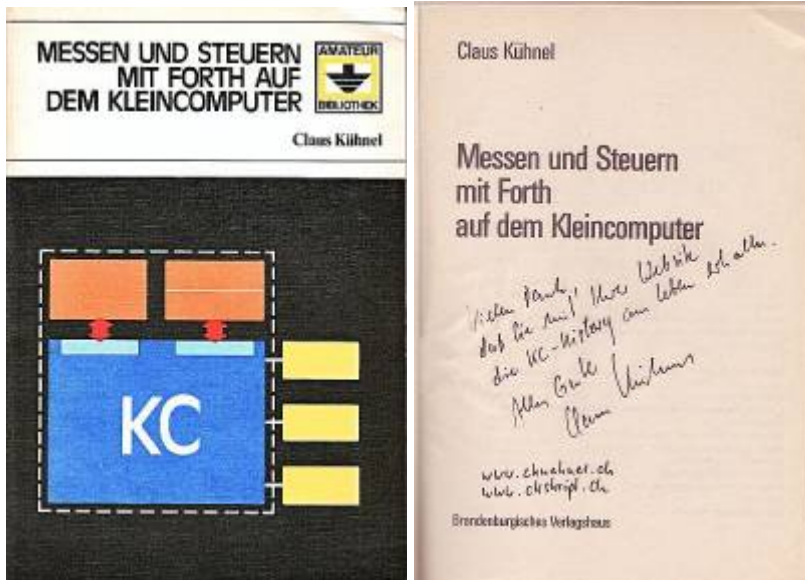 MESSEN UND STEUERN
MIT FORTH AUF
DEM KLEINCOMPUTER
AMATEUR
BIBLIOTHEK
Claus Kühnel
KC
Claus Kühnel
Messen und Steuern
mit Forth
auf dem Kleincomputer
Vielen Dank,
daß Sie mit Ihrer Website
die KC-History am Leben erhalten.
Alles Gute
Claus Kühnel
www.ckuehnel.ch
www.ckskript.ch
Brandenburgisches Verlagshaus